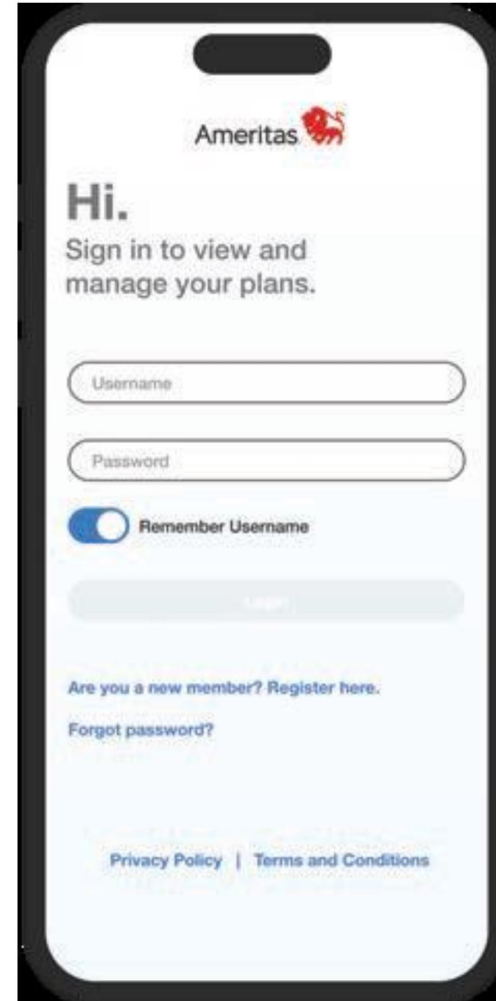 Ameritas
Hi.
Sign in to view and
manage your plans.
Username
Password
Remember Username
Login
Are you a new member? Register here.
Forgot password?
Privacy Policy | Terms and Conditions